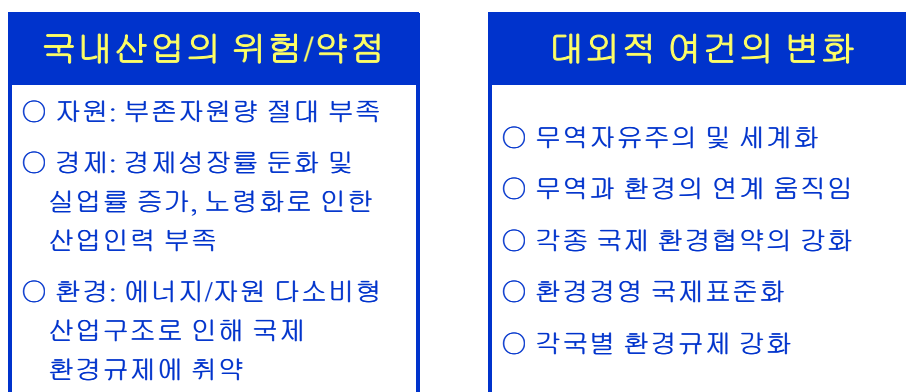 국내산업의 위험/약점
○ 자원: 부존자원량 절대 부족
○ 경제: 경제성장률 둔화 및
실업률 증가, 노령화로 인한
산업인력 부족
○ 환경: 에너지/자원 다소비형
산업구조로 인해 국제
환경규제에 취약
대외적 여건의 변화
○ 무역자유주의 및 세계화
○ 무역과 환경의 연계 움직임
○ 각종 국제 환경협약의 강화
○ 환경경영 국제표준화
○ 각국별 환경규제 강화